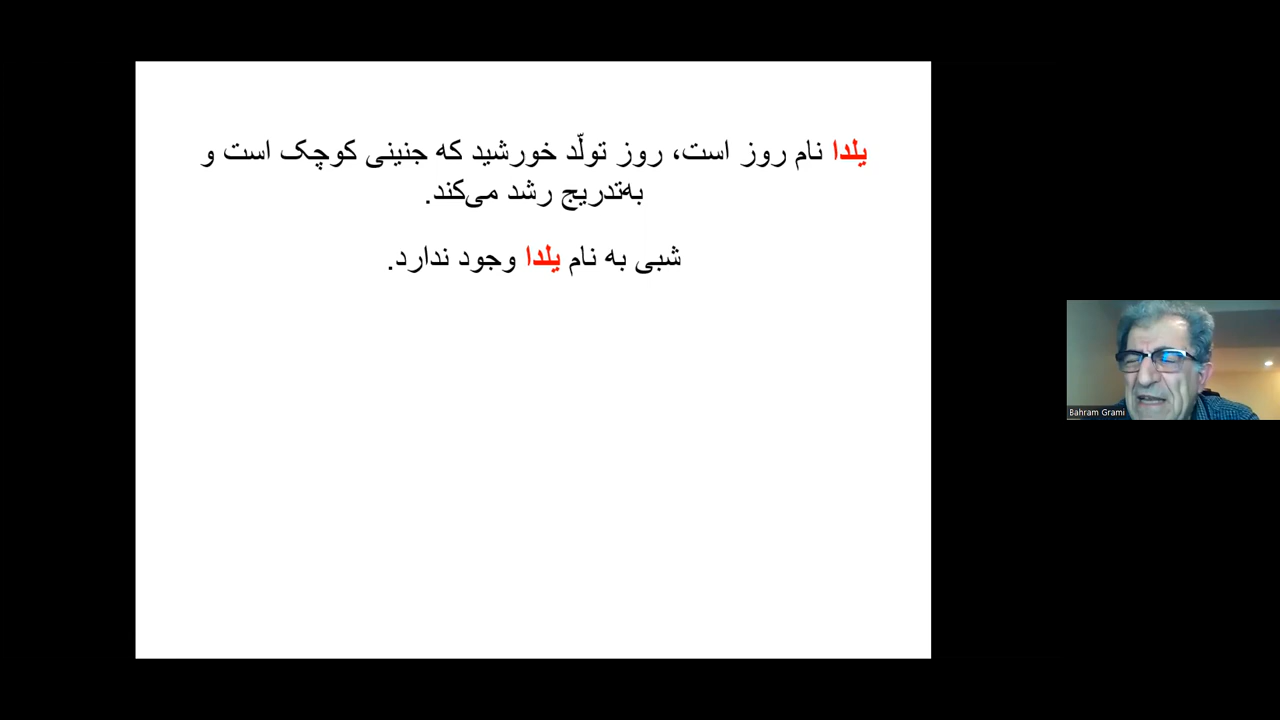 یلدا نام روز است، روز تولّد خورشید که جنینی کوچک است و
به‌تدریج رشد می‌کند.
شبی به نام یلدا وجود ندارد.
Bahram Grami